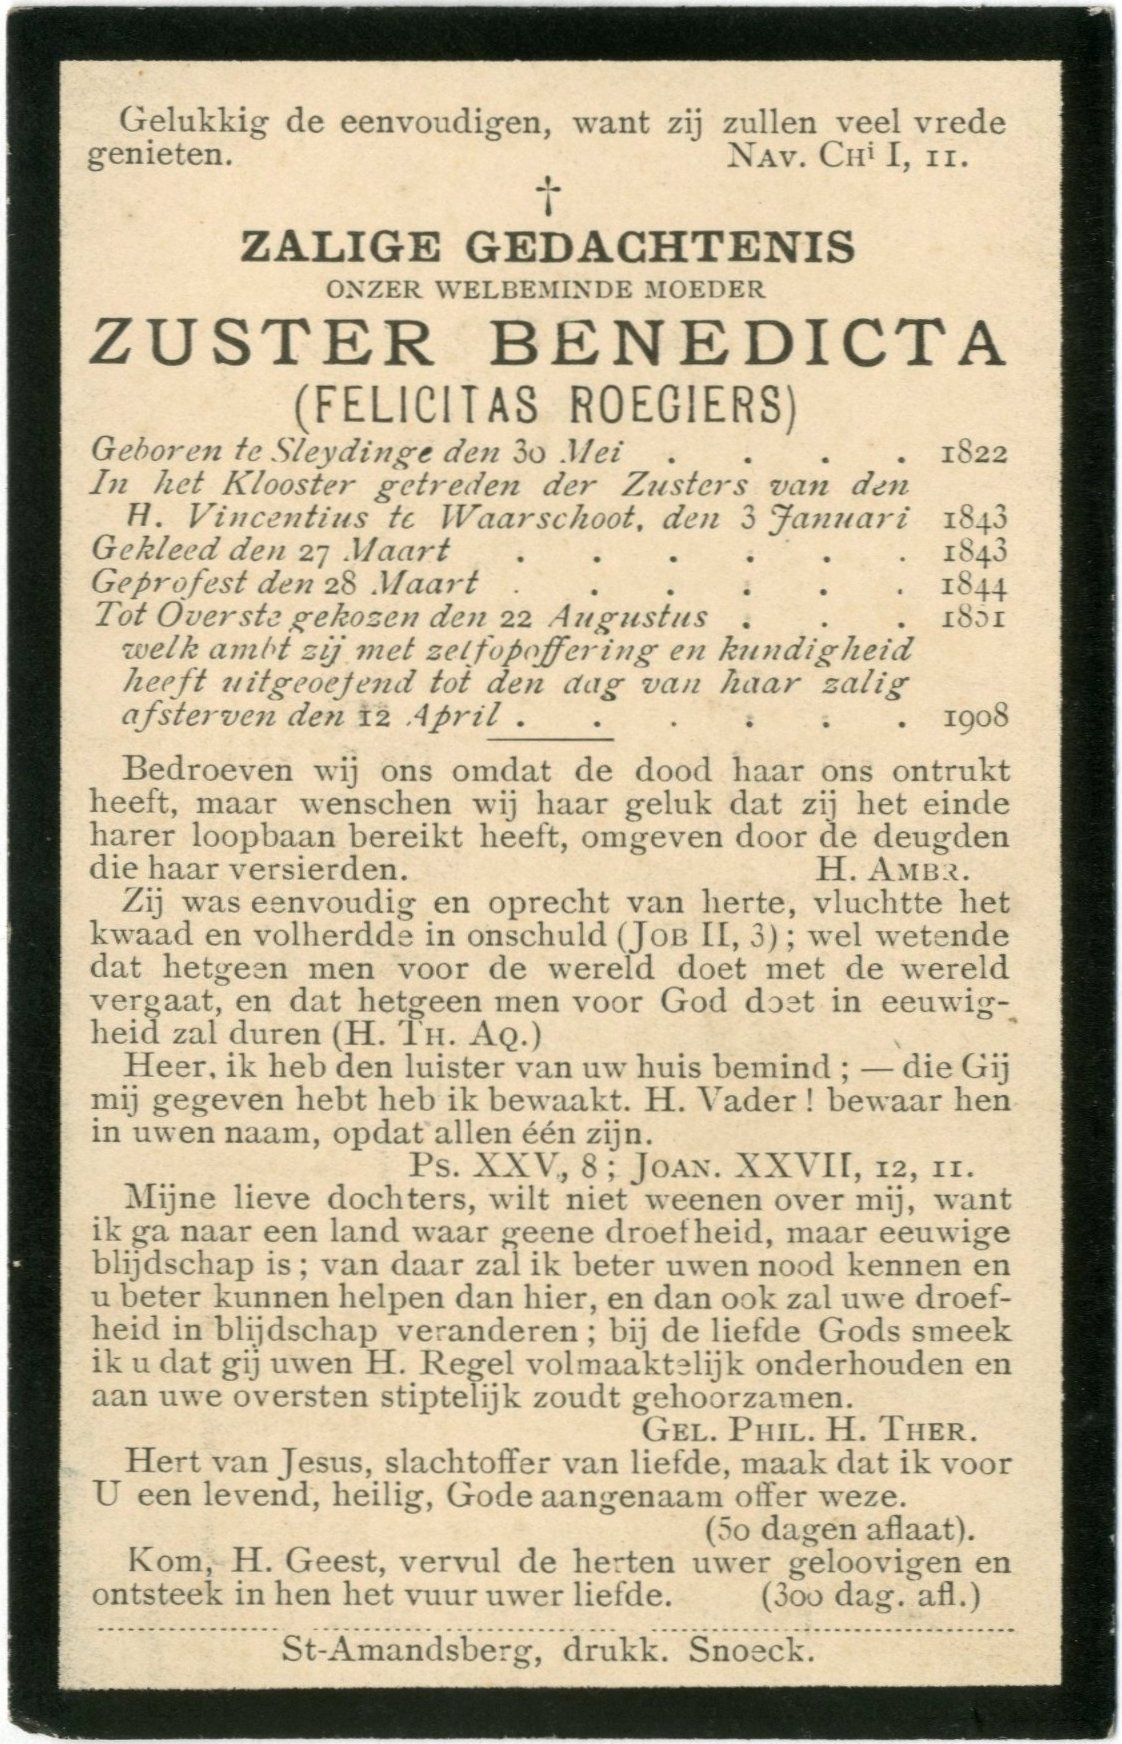 Gelukkig de eenvoudigen, want zij zullen veel vrede
genieten. NAV. CHi I, 11.
†
ZALIGE GEDACHTENIS
ONZER WELBEMINDE MOEDER
ZUSTER BENEDICTA
(FELICITAS ROEGIERS)
Geboren te Sleydinge den 30 Mei . . . . 1822
In het Klooster getreden der Zusters van den
H. Vincentius te Waarschoot, den 3 Januari 1843
Gekleed den 27 Maart . . . . . . 1843
Geprofest den 28 Maart . . . . . . 1844
Tot Overste gekozen den 22 Augustus . . . 1851
welk ambt zij met zelfopoffering en kundigheid
heeft uitgeoefend tot den dag van haar zalig
afsterven den 12 April . . . . . . 1908
Bedroeven wij ons omdat de dood haar ons ontrukt
heeft, maar wenschen wij haar geluk dat zij het einde
harer loopbaan bereikt heeft, omgeven door de deugden
die haar versierden. H. AMBR.
Zij was eenvoudig en oprecht van herte, vluchtte het
kwaad en volherdde in onschuld (JOB II, 3) ; wel wetende
dat hetgeen men voor de wereld doet met de wereld
vergaat, en dat hetgeen men voor God doet in eeuwig-
heid zal duren (H. TH. AQ.)
Heer, ik heb den luister van uw huis bemind ; — die Gij
mij gegeven hebt heb ik bewaakt. H. Vader ! bewaar hen
in uwen naam, opdat allen één zijn.
Ps. XXV, 8 ; JOAN. XXVII, 12, 11.
Mijne lieve dochters, wilt niet weenen over mij, want
ik ga naar een land waar geene droefheid, maar eeuwige
blijdschap is ; van daar zal ik beter uwen nood kennen en
u beter kunnen helpen dan hier, en dan ook zal uwe droef-
heid in blijdschap veranderen ; bij de liefde Gods smeek
ik u dat gij uwen H. Regel volmaaktelijk onderhouden en
aan uwe oversten stiptelijk zoudt gehoorzamen.
GEL. PHIL. H. THER.
Hert van Jesus, slachtoffer van liefde, maak dat ik voor
U een levend, heilig, Gode aangenaam offer weze.
(50 dagen aflaat).
Kom, H. Geest, vervul de herten uwer geloovigen en
ontsteek in hen het vuur uwer liefde. (300 dag. afl.)
St-Amandsberg, drukk. Snoeck.